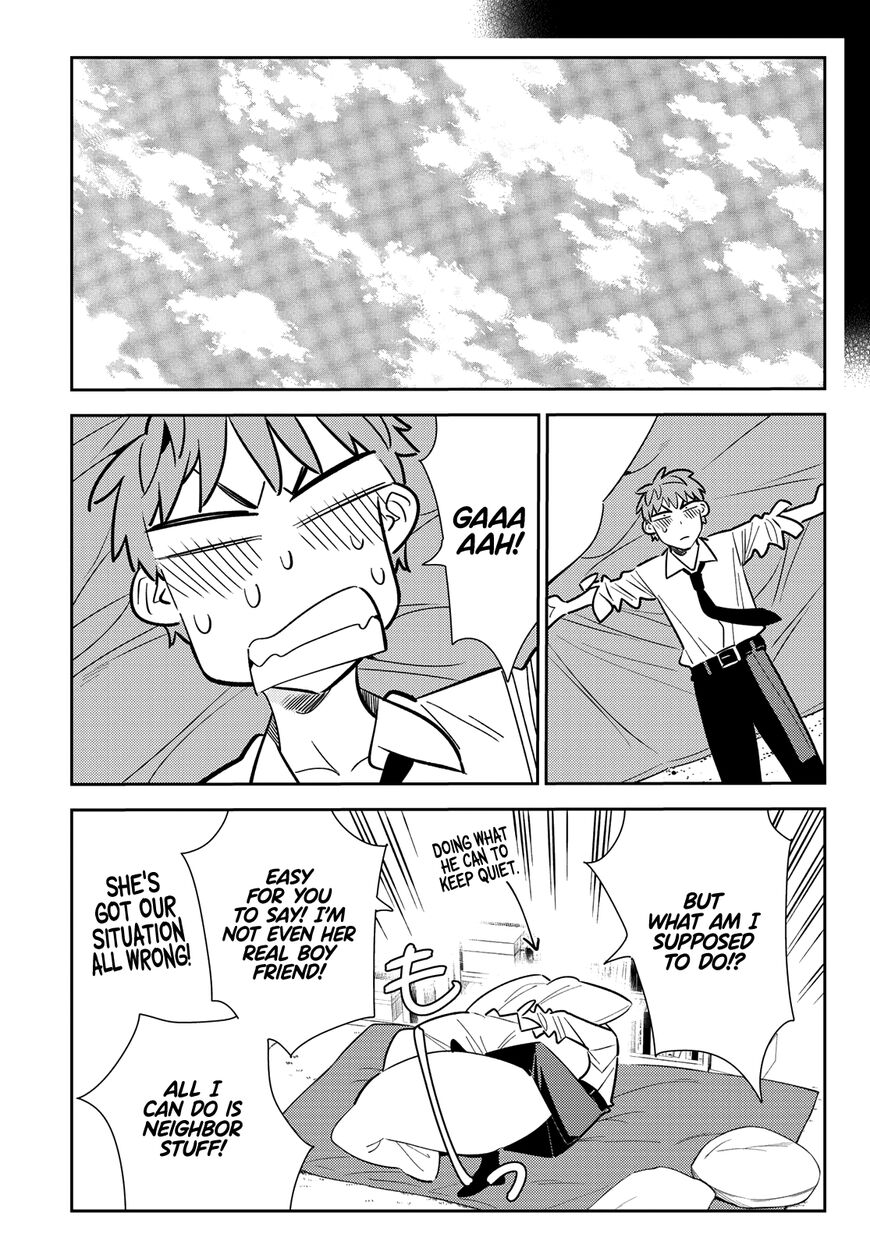 GAAA
AAH!
BUT
WHAT AM I
SUPPOSED
TO DO!?
DOING WHAT
HE CAN TO
KEEP QUIET.
EASY
FOR YOU
TO SAY! I'M
NOT EVEN HER
REAL BOY
FRIEND!
SHE'S
GOT OUR
SITUATION
ALL WRONG!
ALL I
CAN DO IS
NEIGHBOR
STUFF!
もーっ